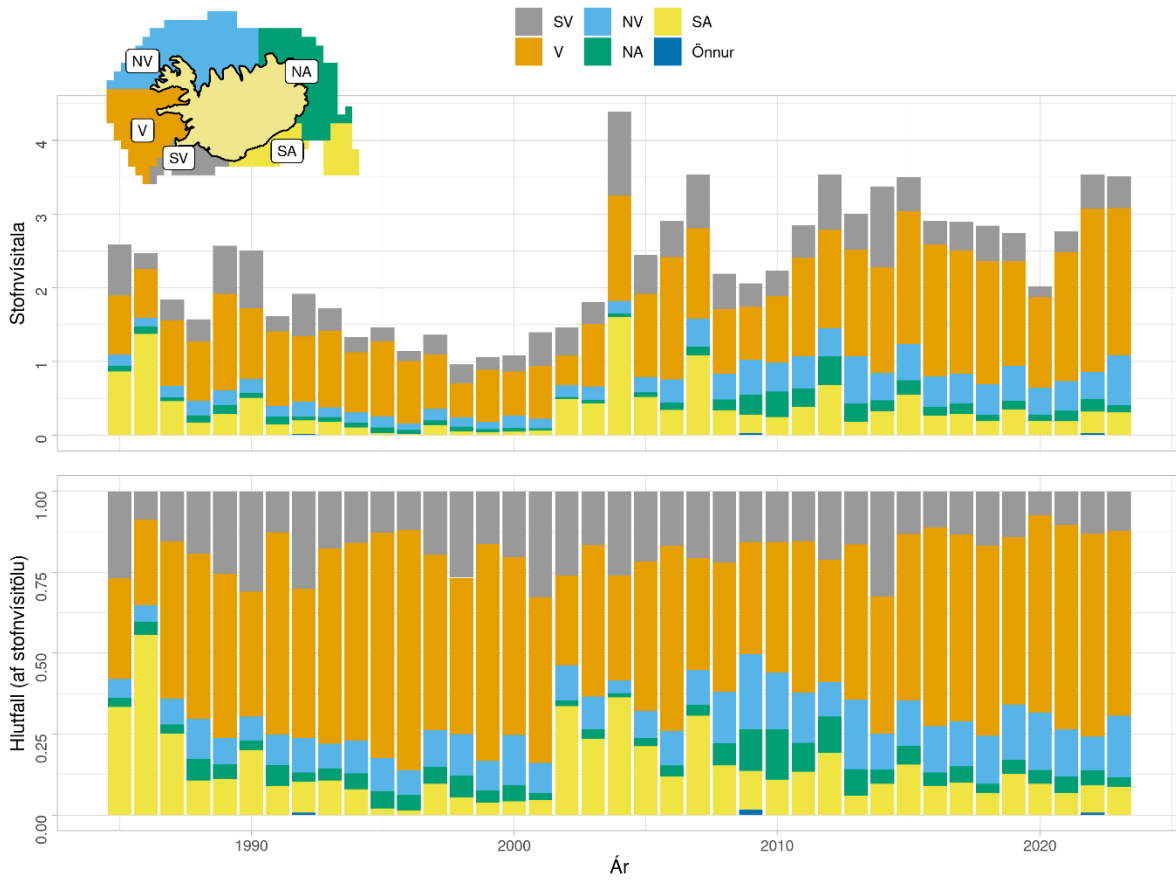 SV NV SA
V NA Önnur
NV
NA
V
SV
SA
Stofnvísitala
4
3
2
1
0
Hlutfall (af stofnvísitölu)
1.00
0.75
0.50
0.25
0.00
1990 2000 2010 2020
Ár